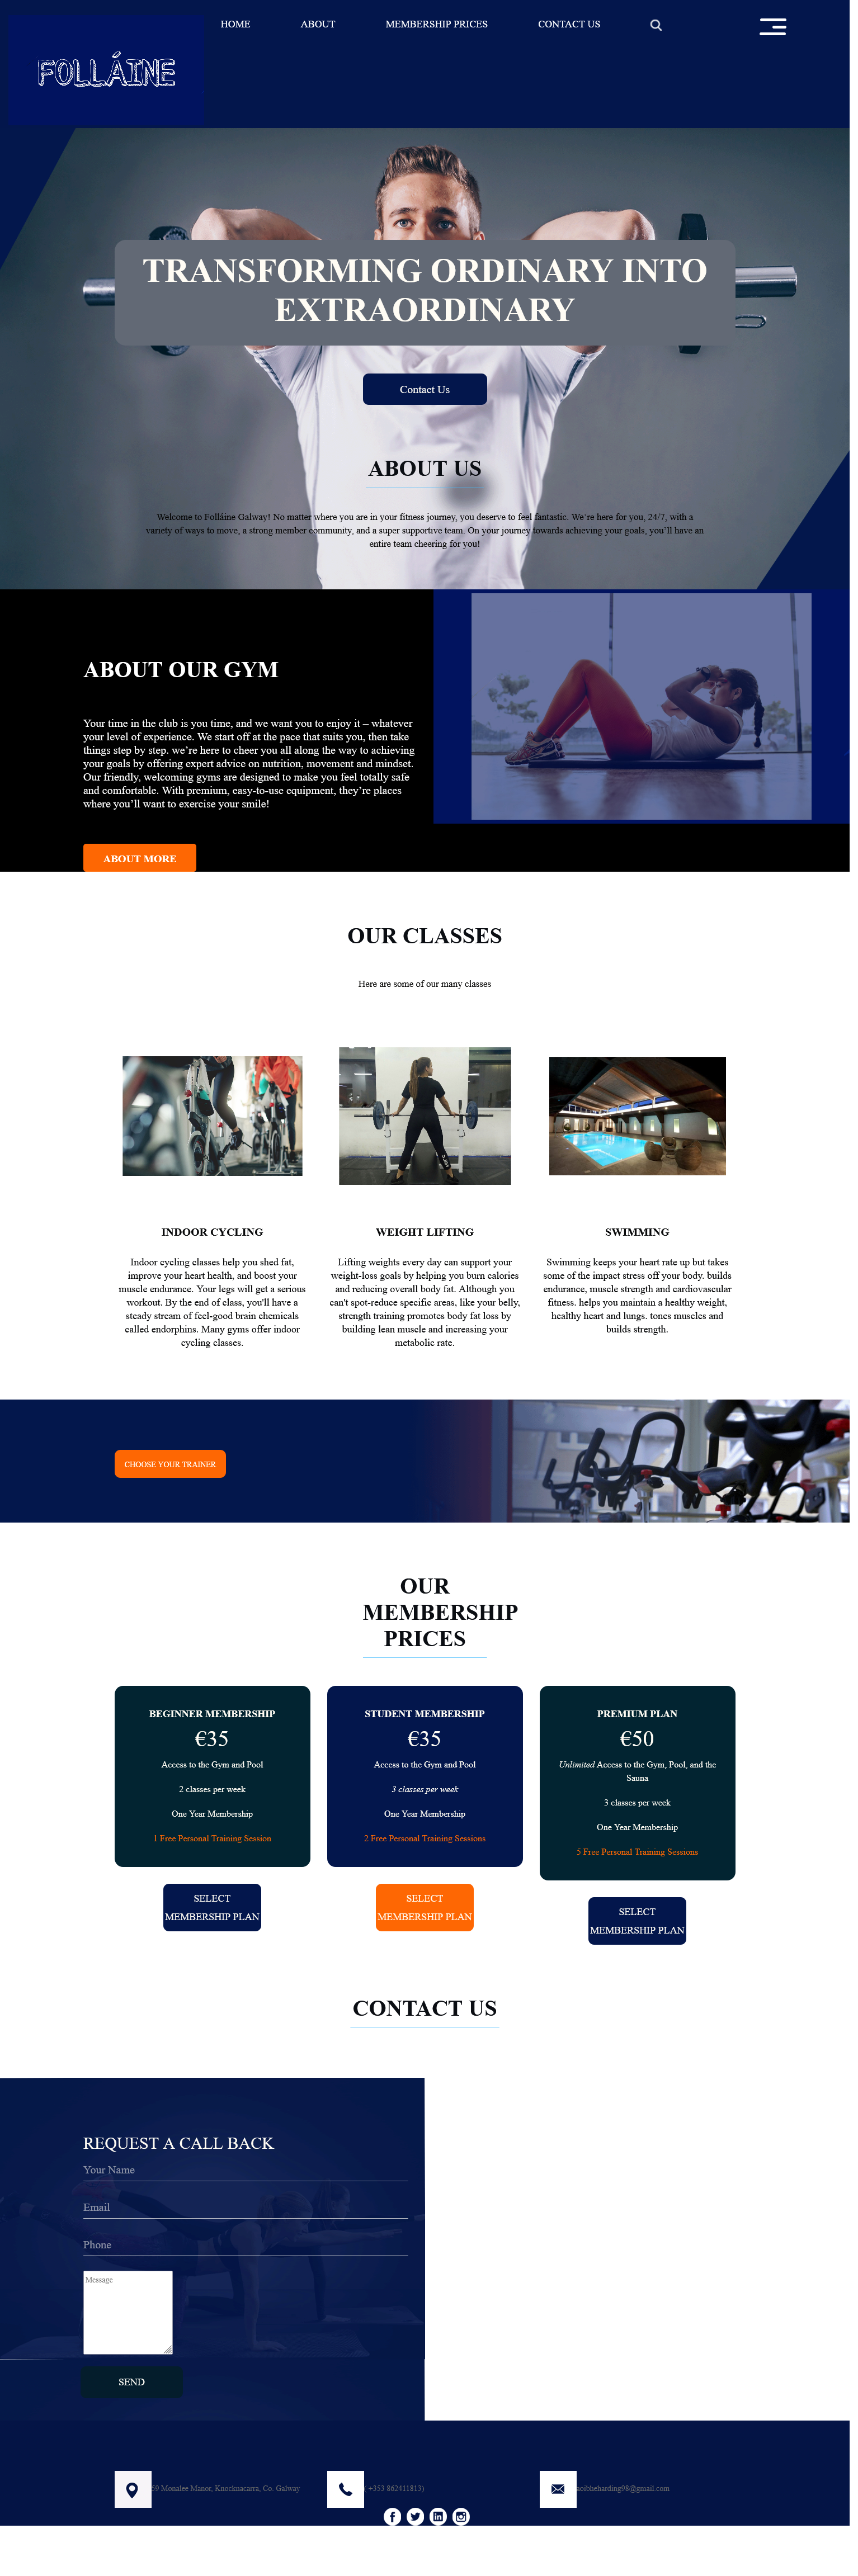 HOME
ABOUT
MEMBERSHIP PRICES
CONTACT US
FOLLÁINE
TRANSFORMING ORDINARY INTO
EXTRAORDINARY
Contact Us
ABOUT US
Welcome to Folláine Galway! No matter where you are in your fitness journey, you deserve to feel fantastic. We're here for you, 24/7, with a
variety of ways to move, a strong member community, and a super supportive team. On your journey towards achieving your goals, you'll have an
entire team cheering for you!
ABOUT OUR GYM
Your time in the club is you time, and we want you to enjoy it – whatever
your level of experience. We start off at the pace that suits you, then take
things step by step. we're here to cheer you all along the way to achieving
your goals by offering expert advice on nutrition, movement and mindset.
Our friendly, welcoming gyms are designed to make you feel totally safe
and comfortable. With premium, easy-to-use equipment, they're places
where you'll want to exercise your smile!
ABOUT MORE
OUR CLASSES
Here are some of our many classes
INDOOR CYCLING
Indoor cycling classes help you shed fat,
improve your heart health, and boost your
muscle endurance. Your legs will get a serious
workout. By the end of class, you'll have a
steady stream of feel-good brain chemicals
called endorphins. Many gyms offer indoor
cycling classes.
WEIGHT LIFTING
Lifting weights every day can support your
weight-loss goals by helping you burn calories
and reducing overall body fat. Although you
can't spot-reduce specific areas, like your belly,
strength training promotes body fat loss by
building lean muscle and increasing your
metabolic rate.
SWIMMING
Swimming keeps your heart rate up but takes
some of the impact stress off your body. builds
endurance, muscle strength and cardiovascular
fitness. helps you maintain a healthy weight,
healthy heart and lungs. tones muscles and
builds strength.
CHOOSE YOUR TRAINER
OUR
MEMBERSHIP
PRICES
BEGINNER MEMBERSHIP
€35
Access to the Gym and Pool
2 classes per week
One Year Membership
1 Free Personal Training Session
SELECT
MEMBERSHIP PLAN
STUDENT MEMBERSHIP
€35
Access to the Gym and Pool
3 classes per week
One Year Membership
2 Free Personal Training Sessions
SELECT
MEMBERSHIP PLAN
PREMIUM PLAN
€50
Unlimited Access to the Gym, Pool, and the
Sauna
3 classes per week
One Year Membership
5 Free Personal Training Sessions
SELECT
MEMBERSHIP PLAN
CONTACT US
REQUEST A CALL BACK
Your Name
Email
Phone
Message
SEND
59 Monalee Manor, Knocknacarra, Co. Galway
( +353 862411813)